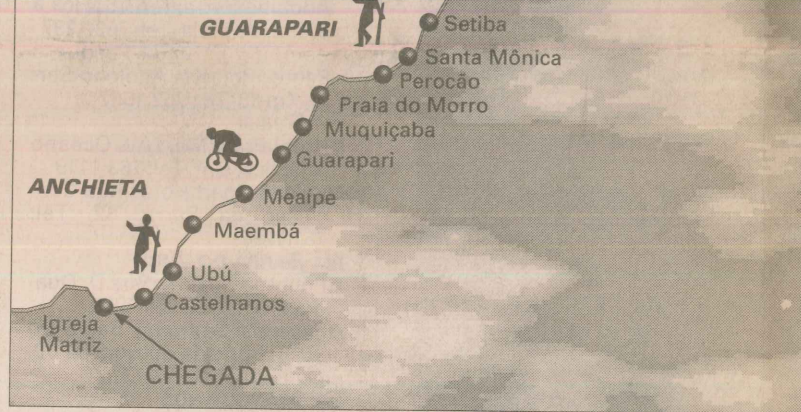 GUARAPARI
Setiba
Santa Mônica
Perocão
Praia do Morro
Muquiçaba
Guarapari
ANCHIETA
Meaípe
Maembá
Ubú
Castelhanos
Igreja
Matriz
CHEGADA